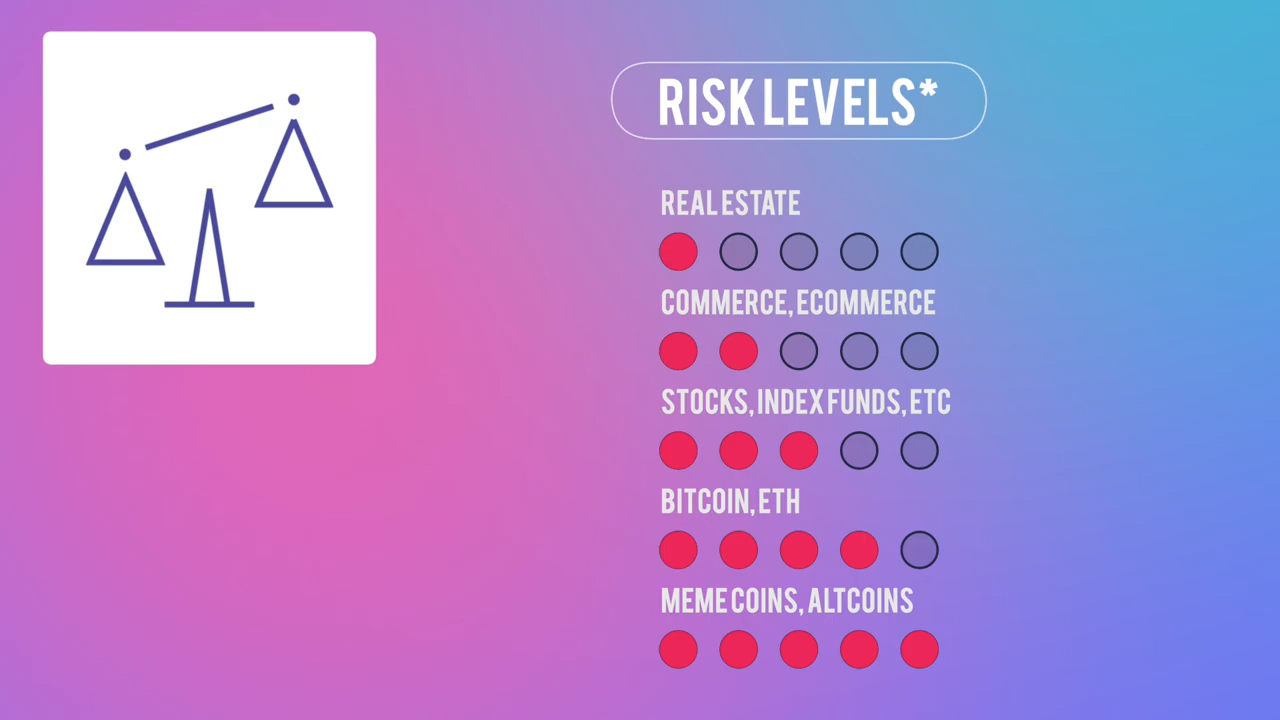 RISK LEVELS*
REAL ESTATE
COMMERCE, ECOMMERCE
STOCKS, INDEX FUNDS, ETC
BITCOIN, ETH
MEME COINS, ALTCOINS